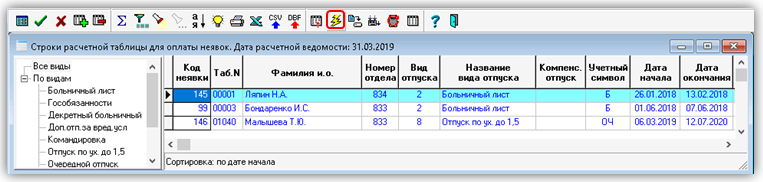 Σ а я CSV DBF ?
Строки расчетной таблицы для оплаты неявок. Дата расчетной ведомости: 31.03.2019
Все виды
По видам
Больничный лист
Гособязанности
Декретный больничный
Доп.отп.за вред.усл
Командировка
Отпуск по ух. до 1,5
Очередной отпуск
Код неявки Таб.N Фамилия и.о. Номер отдела Вид отпуска Название вида отпуска Компенс. отпуск Учетный символ Дата начала Дата окончания
145 00001 Ляпин Н.А. 834 2 Больничный лист Б 26.01.2018 13.02.2018
99 00003 Бондаренко И.С. 833 2 Больничный лист Б 01.06.2018 07.06.2018
146 01040 Малышева Т.Ю. 833 8 Отпуск по ух. до 1,5 ОЧ 06.03.2019 12.07.2020
Сортировка: по дате начала